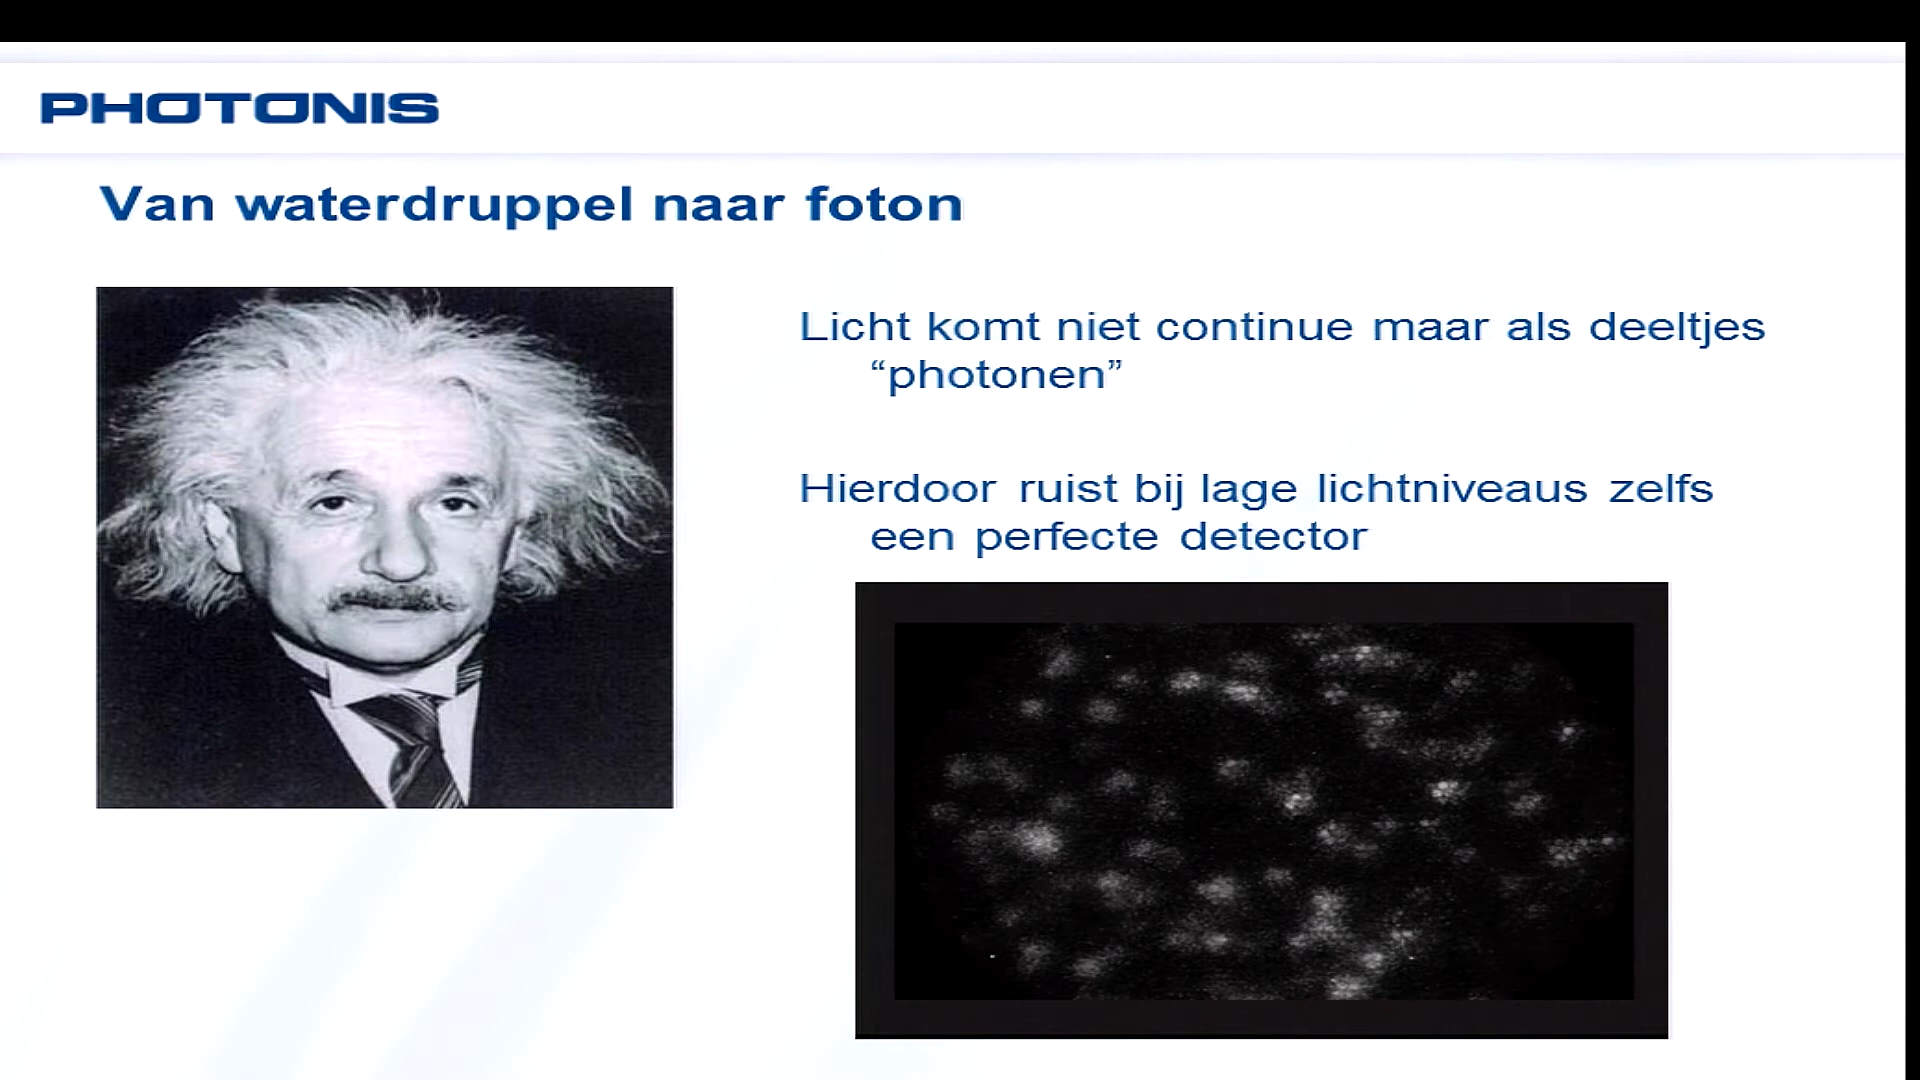 PHOTONIS
Van waterdruppel naar foton
Licht komt niet continue maar als deeltjes
“photonen”
Hierdoor ruist bij lage lichtniveaus zelfs
een perfecte detector